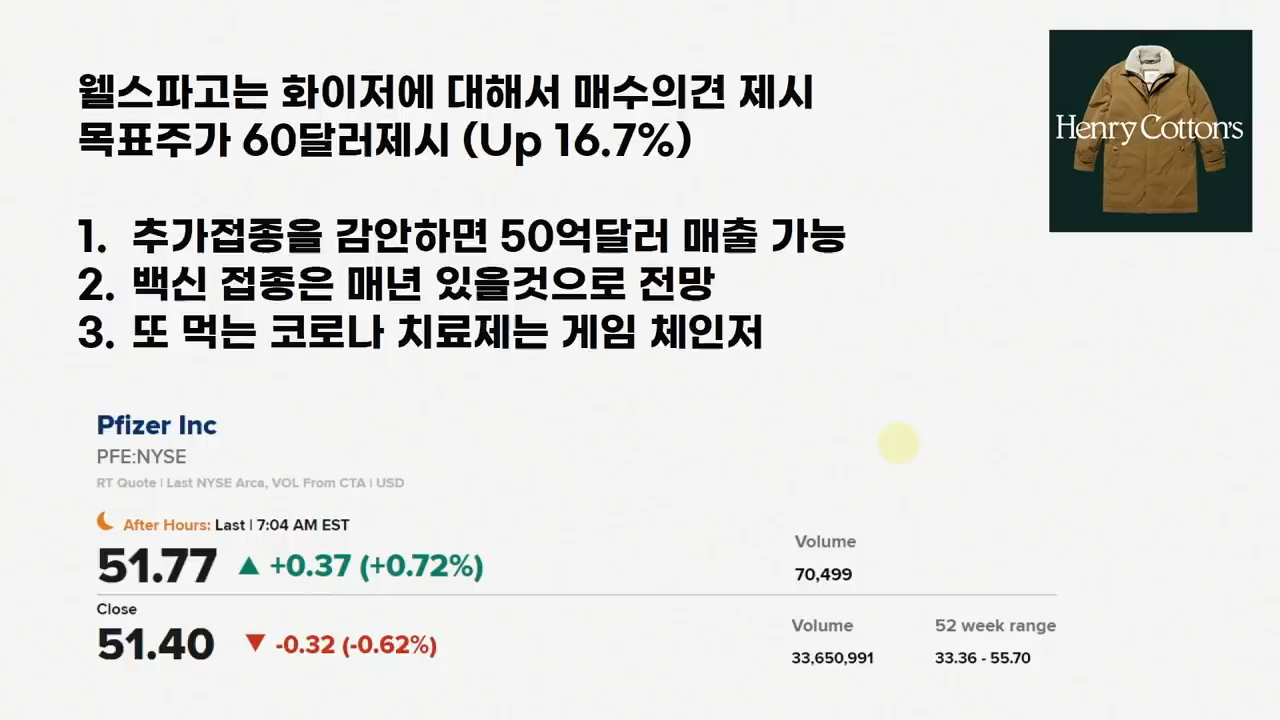 웰스파고는 화이저에 대해서 매수의견 제시
목표주가 60달러제시 (Up 16.7%)
1. 추가접종을 감안하면 50억달러 매출 가능
2. 백신 접종은 매년 있을것으로 전망
3. 또 먹는 코로나 치료제는 게임 체인저
Henry Cotton's
Pfizer Inc
PFE:NYSE
RT Quote | Last NYSE Arca, VOL From CTA | USD
After Hours: Last | 7:04 AM EST
51.77 ▲ +0.37 (+0.72%)
Volume
70,499
Close
51.40 ▼ -0.32 (-0.62%)
Volume
33,650,991
52 week range
33.36 - 55.70